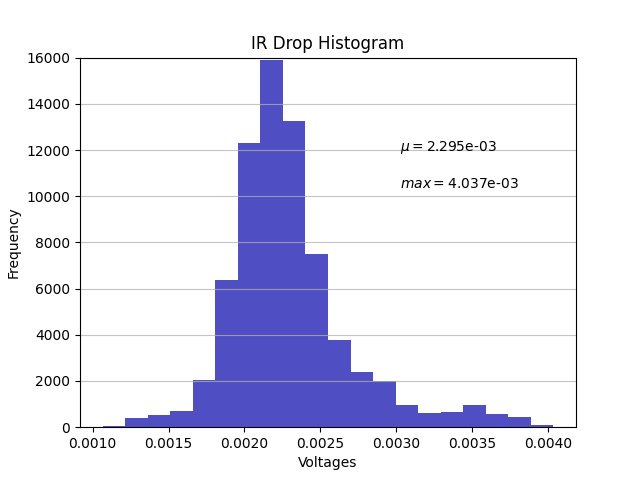 IR Drop Histogram
16000
14000
12000
10000
8000
6000
4000
2000
0
Frequency
μ = 2.295e-03
max = 4.037e-03
0.0010 0.0015 0.0020 0.0025 0.0030 0.0035 0.0040
Voltages